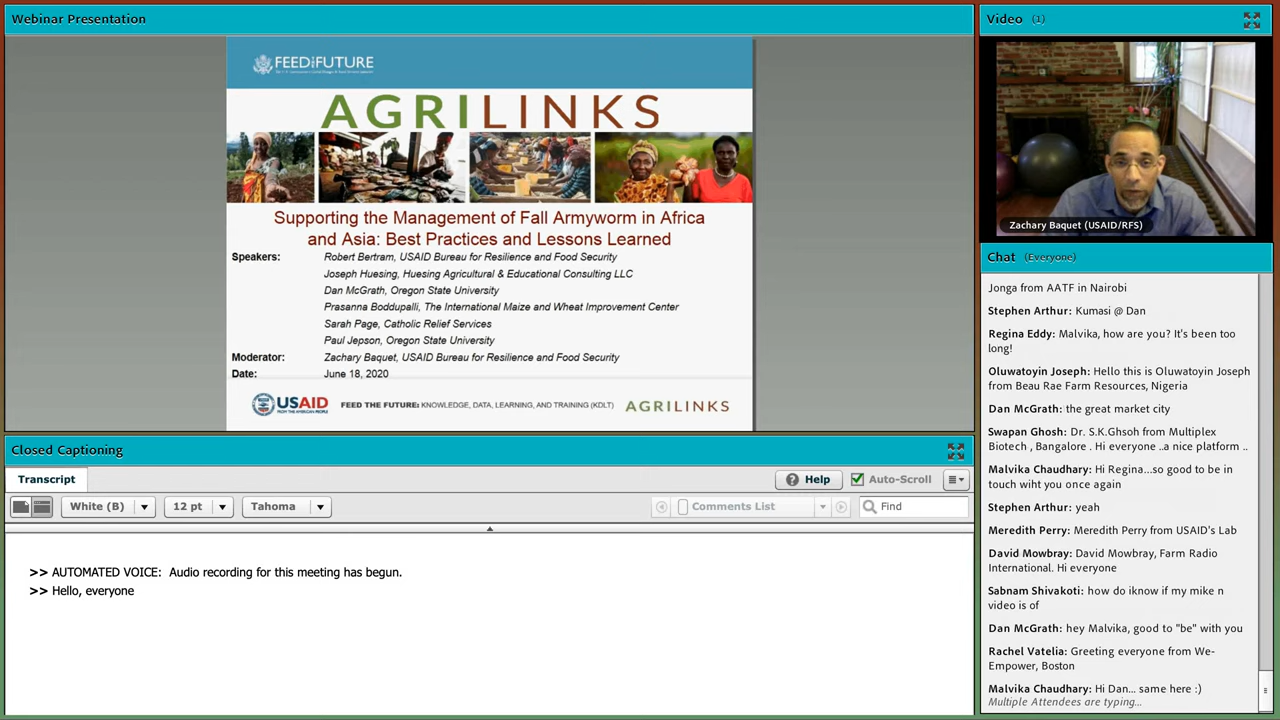 Webinar Presentation
FEED THE FUTURE
AGRILINKS
Supporting the Management of Fall Armyworm in Africa
and Asia: Best Practices and Lessons Learned
Speakers: Robert Bertram, USAID Bureau for Resilience and Food Security
Joseph Huesing, Huesing Agricultural & Educational Consulting LLC
Dan McGrath, Oregon State University
Prasanna Boddupalli, The International Maize and Wheat Improvement Center
Sarah Page, Catholic Relief Services
Paul Jepson, Oregon State University
Moderator: Zachary Baquet, USAID Bureau for Resilience and Food Security
Date: June 18, 2020
USAID
FROM THE AMERICAN PEOPLE
FEED THE FUTURE: KNOWLEDGE, DATA, LEARNING, AND TRAINING (KDLT)
AGRILINKS
Closed Captioning
Transcript
Help
Auto-Scroll
White (B)
12 pt
Tahoma
Comments List
Find
>> AUTOMATED VOICE: Audio recording for this meeting has begun.
>> Hello, everyone
Video (1)
Zachary Baquet (USAID/RFS)
Chat (Everyone)
Jonga from AATF in Nairobi
Stephen Arthur: Kumasi @ Dan
Regina Eddy: Malvika, how are you? It's been too
long!
Oluwatoyin Joseph: Hello this is Oluwatoyin Joseph
from Beau Rae Farm Resources, Nigeria
Dan McGrath: the great market city
Swapan Ghosh: Dr. S.K.Ghsoh from Multiplex
Biotech , Bangalore . Hi everyone ..a nice platform ..
Malvika Chaudhary: Hi Regina...so good to be in
touch wiht you once again
Stephen Arthur: yeah
Meredith Perry: Meredith Perry from USAID's Lab
David Mowbray: David Mowbray, Farm Radio
International. Hi everyone
Sabnam Shivakoti: how do iknow if my mike n
video is of
Dan McGrath: hey Malvika, good to "be" with you
Rachel Vatelia: Greeting everyone from We-
Empower, Boston
Malvika Chaudhary: Hi Dan... same here :)
Multiple Attendees are typing...